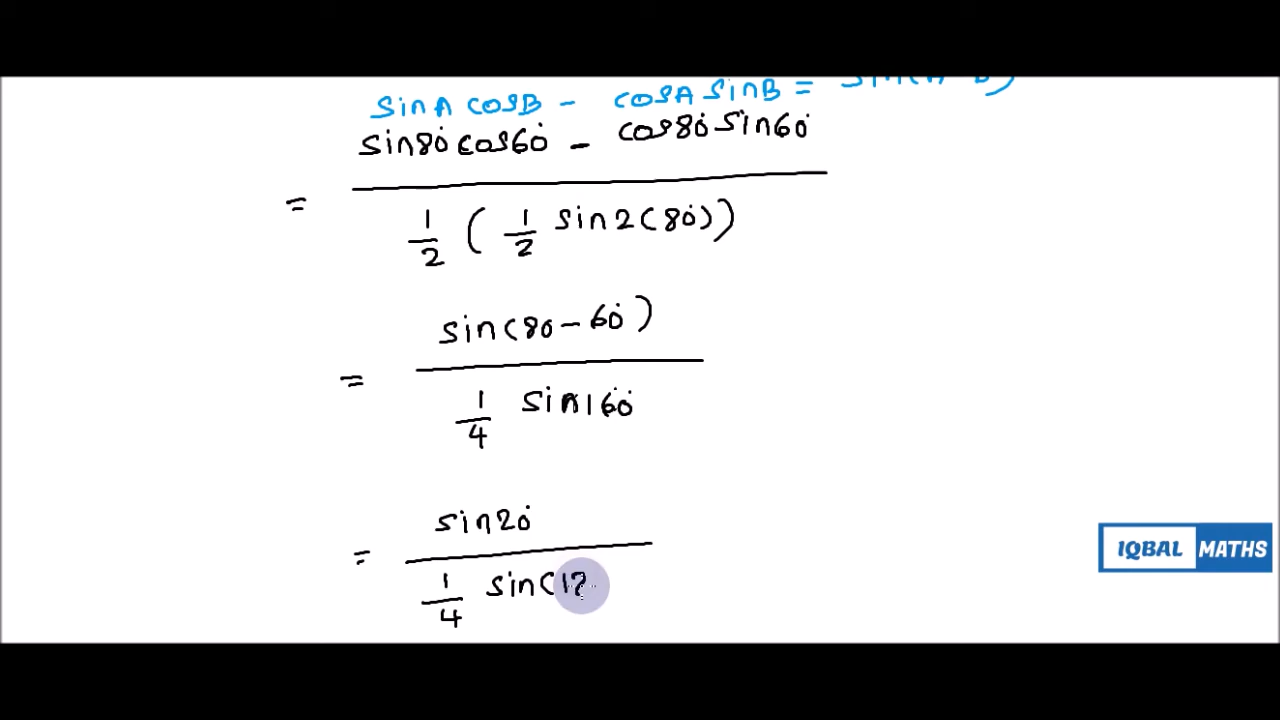 sinA cosB - cosA sinB =
sin80° cos60° - cos80° sin60°
=
1/2 ( 1/2 sin2(80°))
sin(80-60°)
=
1/4 sin160°
sin20°
=
1/4 sin(1
IQBAL MATHS